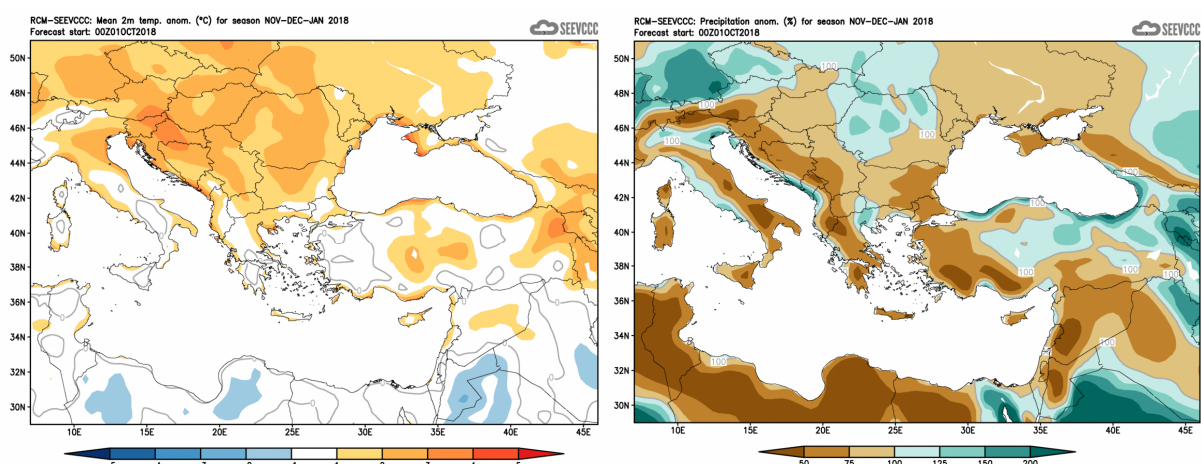 RCM-SEEVCCC: Mean 2m temp. anom. (°C) for season NOV-DEC-JAN 2018
Forecast start: 00Z01OCT2018
SEEVCCC
50N
48N
46N
44N
42N
40N
38N
36N
34N
32N
30N
10E 15E 20E 25E 30E 35E 40E 45E
RCM-SEEVCCC: Precipitation anom. (%) for season NOV-DEC-JAN 2018
Forecast start: 00Z01OCT2018
SEEVCCC
50N
48N
46N
44N
42N
40N
38N
36N
34N
32N
30N
10E 15E 20E 25E 30E 35E 40E 45E
50 75 100 125 150 200